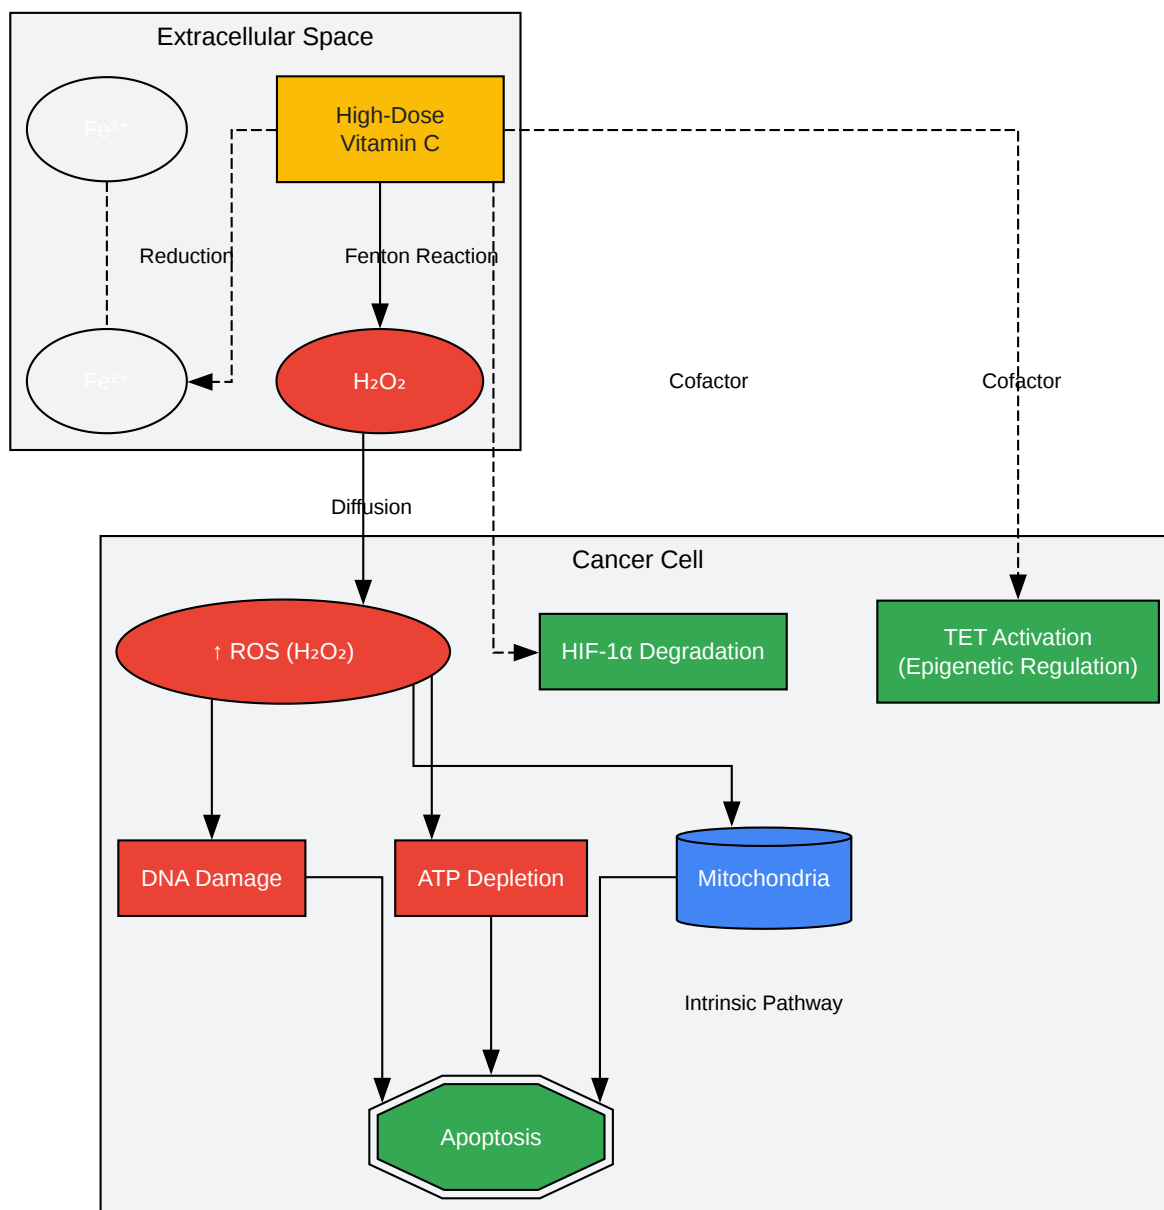 Extracellular Space
Fe³⁺
High-Dose
Vitamin C
Reduction
Fenton Reaction
Fe²⁺
H₂O₂
Cofactor
Cofactor
Diffusion
Cancer Cell
↑ ROS (H₂O₂)
HIF-1α Degradation
TET Activation
(Epigenetic Regulation)
DNA Damage
ATP Depletion
Mitochondria
Intrinsic Pathway
Apoptosis